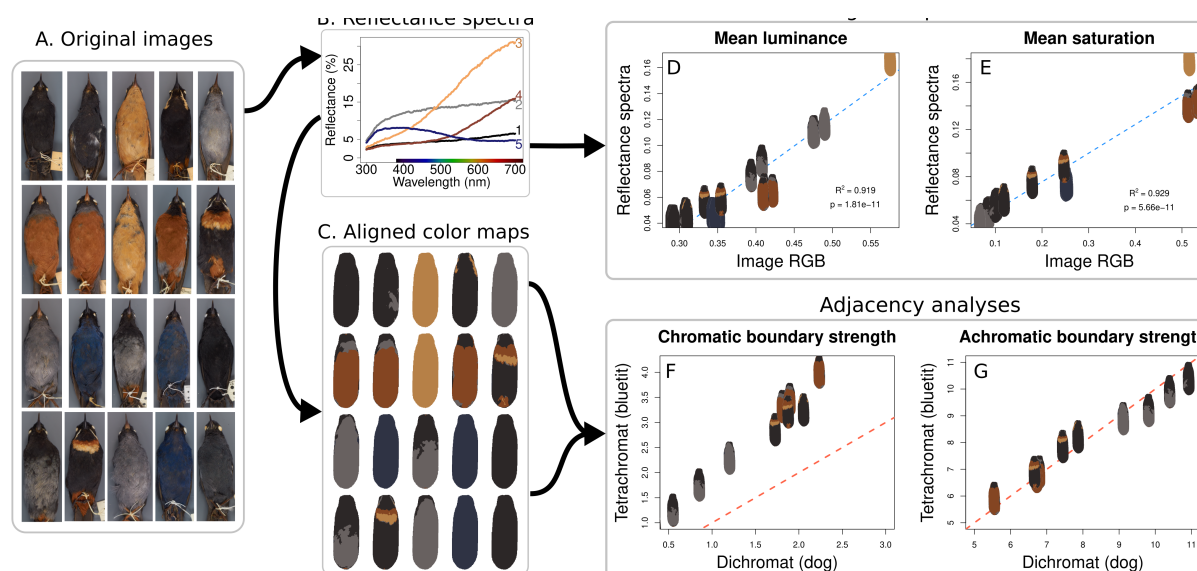 A. Original images
B. Reflectance spectra
Reflectance (%)
25
15
5
0
3
4
2
1
5
300 400 500 600 700
Wavelength (nm)
C. Aligned color maps
Mean luminance
D
Reflectance spectra
0.16
0.14
0.12
0.10
0.08
0.06
0.04
R² = 0.919
p = 1.81e−11
0.30 0.35 0.40 0.45 0.50 0.55
Image RGB
Mean saturation
E
Reflectance spectra
0.16
0.12
0.08
0.04
R² = 0.929
p = 5.66e−11
0.1 0.2 0.3 0.4 0.5
Image RGB
Adjacency analyses
Chromatic boundary strength
F
Tetrachromat (bluetit)
4.0
3.5
3.0
2.5
2.0
1.5
1.0
0.5 1.0 1.5 2.0 2.5 3.0
Dichromat (dog)
Achromatic boundary strengt
G
Tetrachromat (bluetit)
11
10
9
8
7
6
5
5 6 7 8 9 10 11
Dichromat (dog)